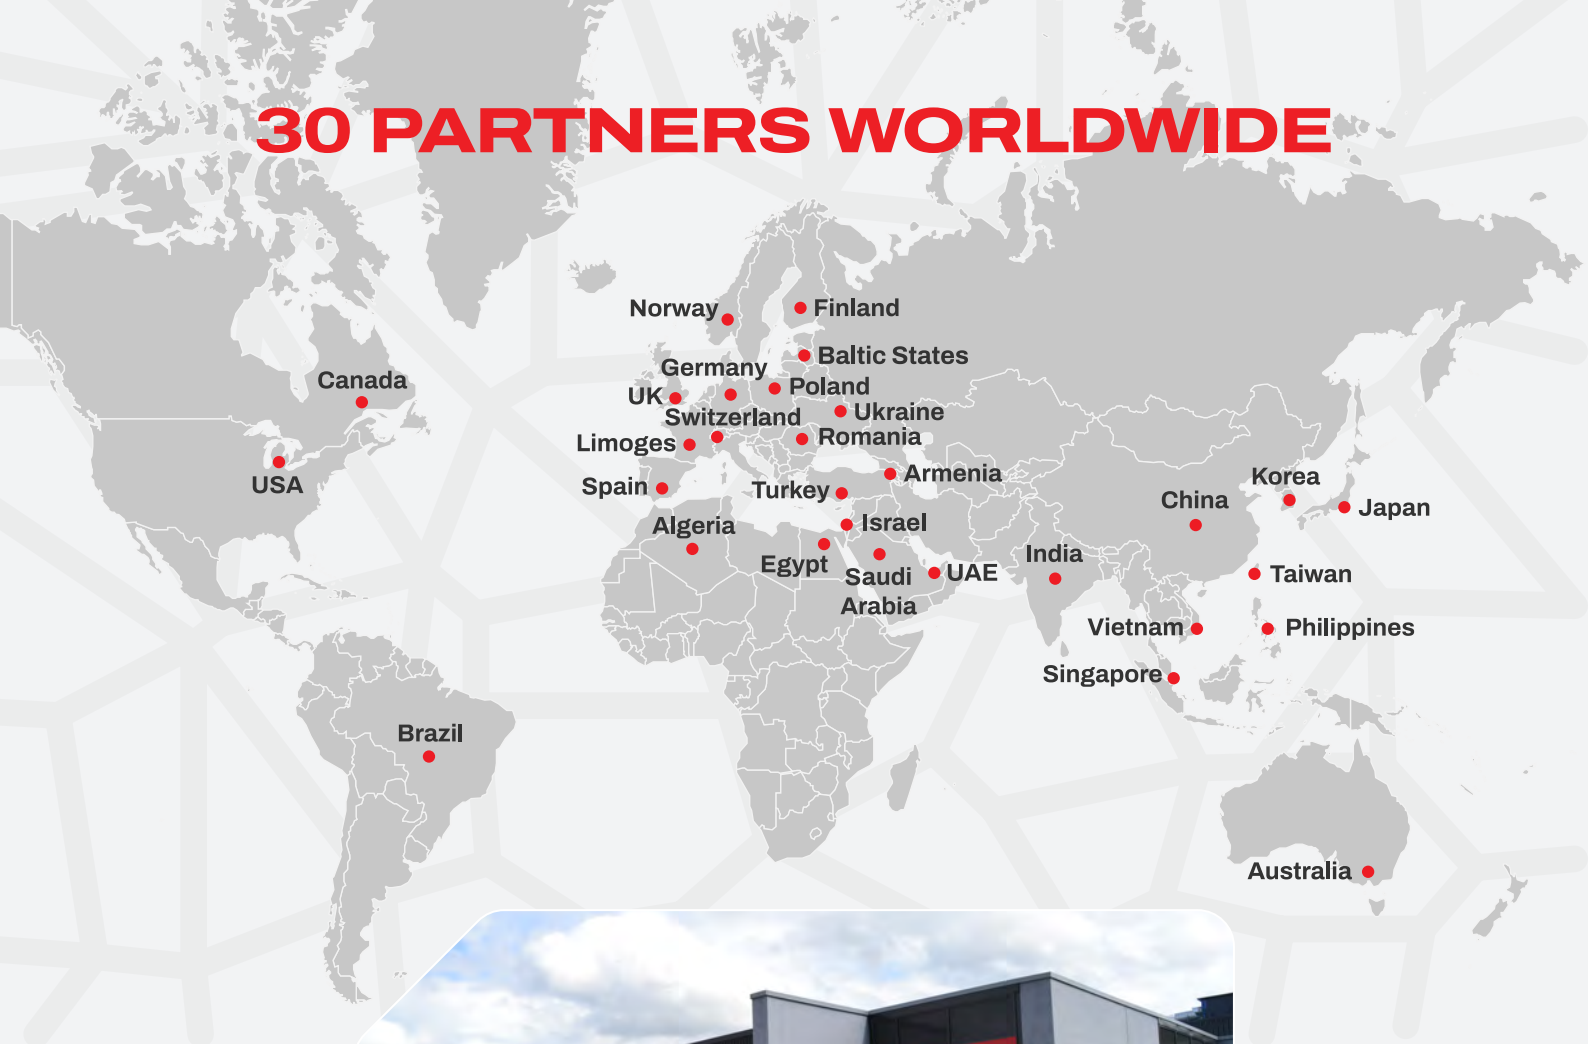 30 PARTNERS WORLDWIDE
Norway
Finland
Baltic States
Germany
Canada
Poland
UK
Ukraine
Switzerland
Romania
Limoges
Armenia
Korea
USA
Spain
Turkey
China
Japan
Algeria
Israel
India
Egypt
UAE
Taiwan
Saudi
Arabia
Vietnam
Philippines
Singapore
Brazil
Australia